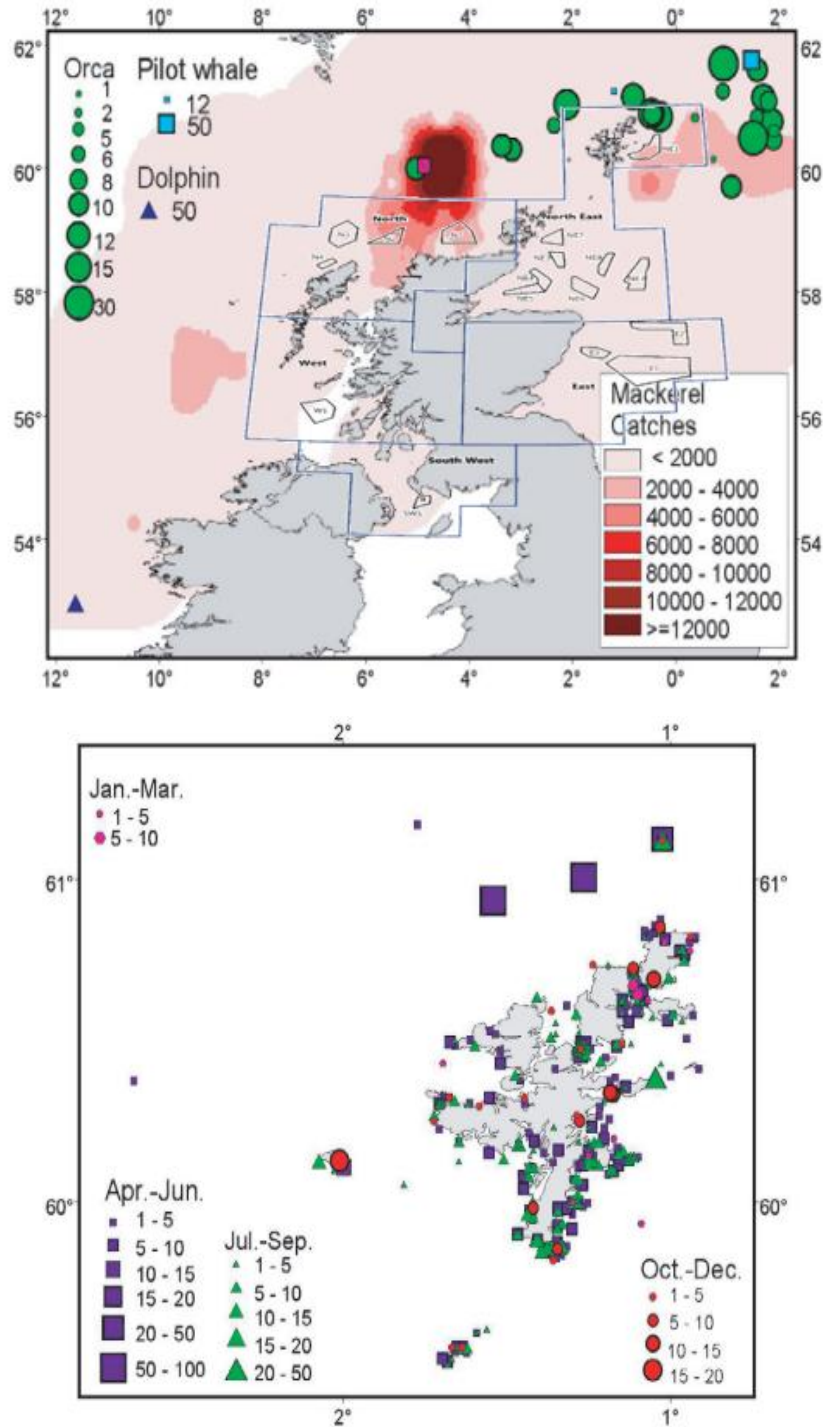 12° 10° 8° 6° 4° 2° 0° 2°
62° 62
Orca Pilot whale
1
2
5
6
8
10
12
15
30
12
50
Dolphin
50
60° 60
58° 58
56° 56
54° 54
North
North East
West
East
South West
Mackerel
Catches
< 2000
2000 - 4000
4000 - 6000
6000 - 8000
8000 - 10000
10000 - 12000
>=12000
12° 10° 8° 6° 4° 2° 0° 2°
2° 1°
Jan.-Mar.
1 - 5
5 - 10
61° 61°
60° 60°
Apr.-Jun.
1 - 5
5 - 10
10 - 15
15 - 20
20 - 50
50 - 100
Jul.-Sep.
1 - 5
5 - 10
10 - 15
15 - 20
20 - 50
Oct.-Dec.
1 - 5
5 - 10
10 - 15
15 - 20
2° 1°